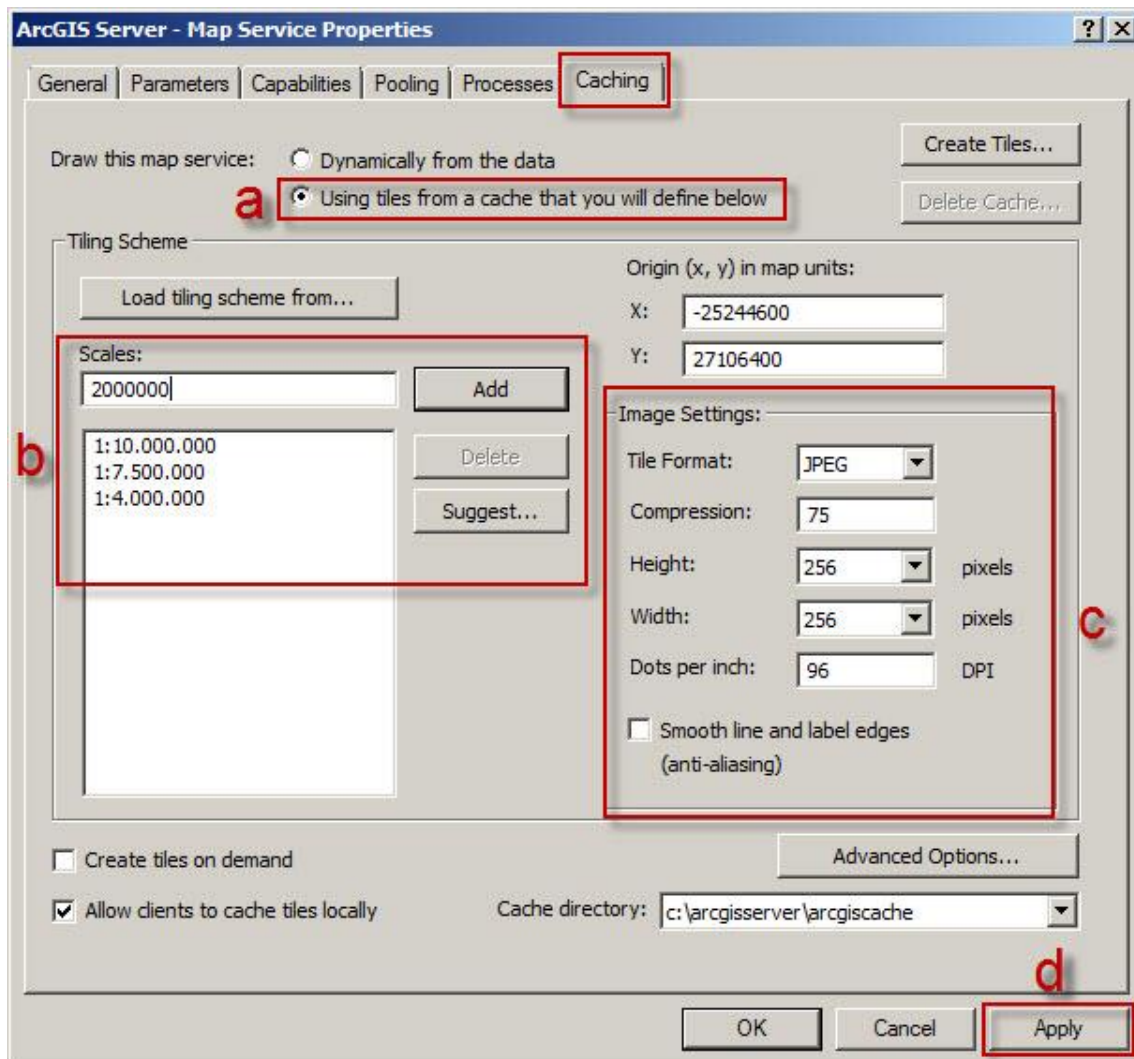 ArcGIS Server - Map Service Properties
General Parameters Capabilities Pooling Processes Caching
Draw this map service:
Dynamically from the data
Create Tiles...
a
Using tiles from a cache that you will define below
Delete Cache...
Tiling Scheme
Load tiling scheme from...
Origin (x, y) in map units:
X: -25244600
Y: 27106400
b
Scales:
2000000
Add
1:10.000.000
1:7.500.000
1:4.000.000
Delete
Suggest...
c
Image Settings:
Tile Format: JPEG
Compression: 75
Height: 256 pixels
Width: 256 pixels
Dots per inch: 96 DPI
Smooth line and label edges
(anti-aliasing)
Create tiles on demand
Advanced Options...
Allow clients to cache tiles locally
Cache directory: c:\arcgisserver\arcgiscache
d
OK Cancel Apply